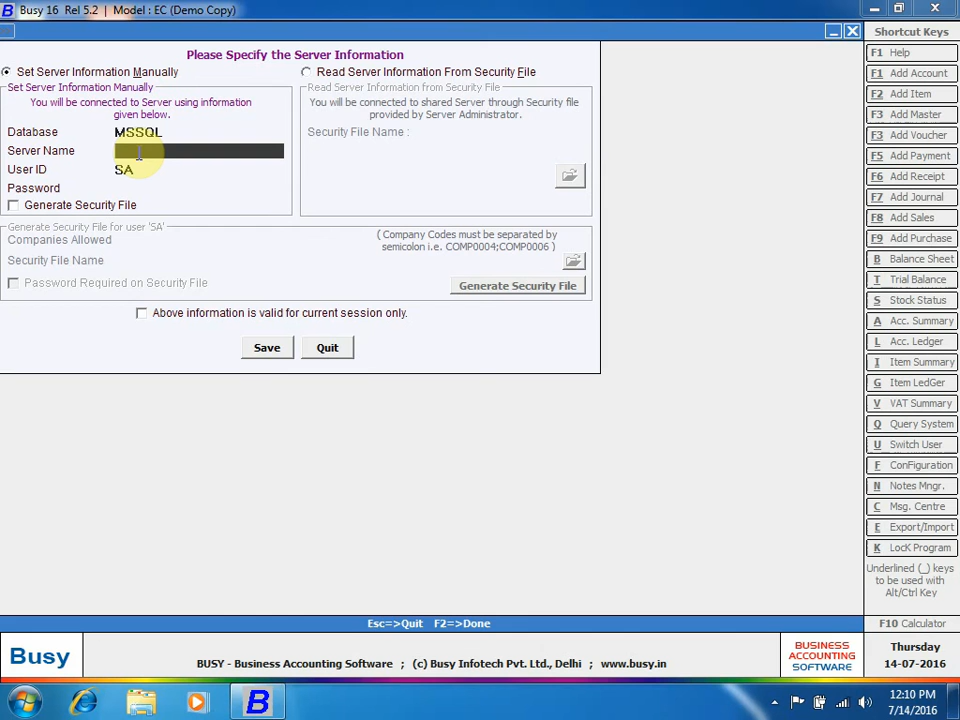 Busy 16 Rel 5.2 | Model : EC (Demo Copy)
Please Specify the Server Information
Set Server Information Manually
Read Server Information From Security File
Set Server Information Manually
You will be connected to Server using information
given below.
Database MSSQL
Server Name
User ID SA
Password
Generate Security File
Read Server Information from Security File
You will be connected to shared Server through Security file
provided by Server Administrator.
Security File Name :
Generate Security File for user 'SA'
Companies Allowed
( Company Codes must be separated by
semicolon i.e. COMP0004;COMP0006 )
Security File Name
Password Required on Security File
Generate Security File
Above information is valid for current session only.
Save Quit
Shortcut Keys
F1 Help
F1 Add Account
F2 Add Item
F3 Add Master
F3 Add Voucher
F5 Add Payment
F6 Add Receipt
F7 Add Journal
F8 Add Sales
F9 Add Purchase
B Balance Sheet
T Trial Balance
S Stock Status
A Acc. Summary
L Acc. Ledger
I Item Summary
G Item LedGer
V VAT Summary
Q Query System
U Switch User
F ConFiguration
N Notes Mngr.
C Msg. Centre
E Export/Import
K LocK Program
Underlined (_) keys
to be used with
Alt/Ctrl Key
Esc=>Quit F2=>Done
F10 Calculator
Busy
BUSY - Business Accounting Software ; (c) Busy Infotech Pvt. Ltd., Delhi ; www.busy.in
BUSINESS
ACCOUNTING
SOFTWARE
Thursday
14-07-2016
12:10 PM
7/14/2016